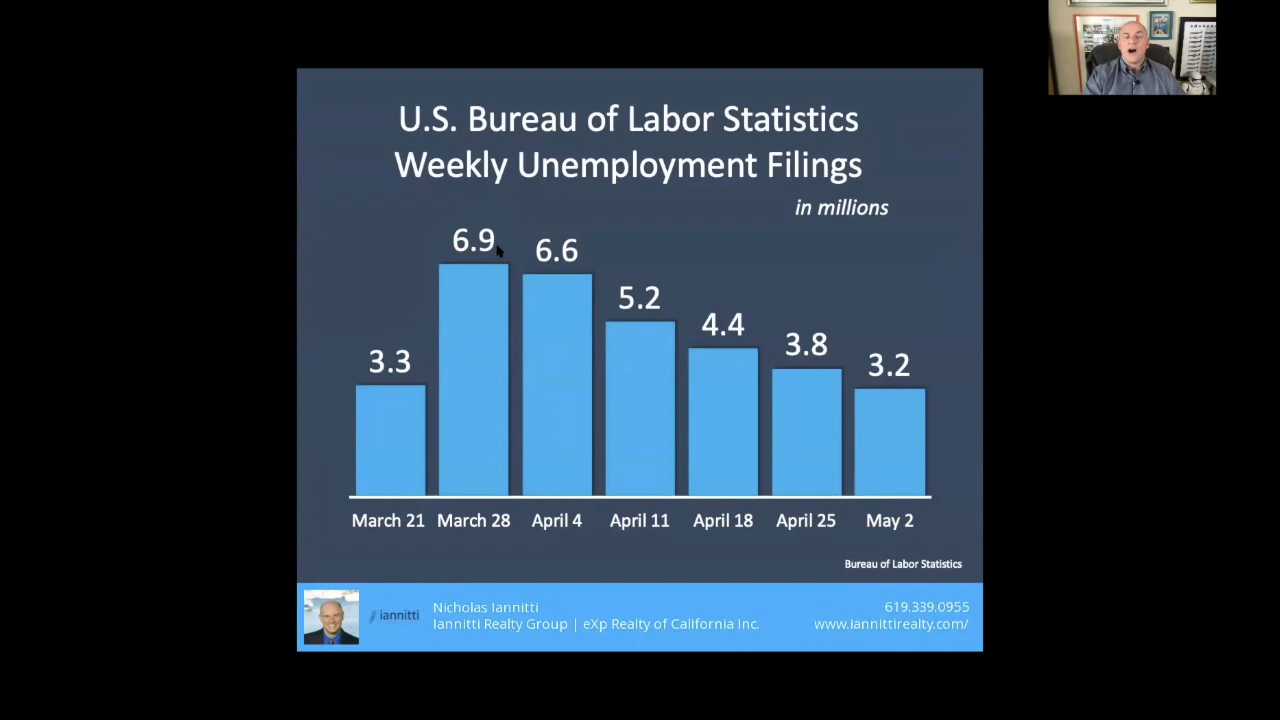 U.S. Bureau of Labor Statistics
Weekly Unemployment Filings
in millions
3.3
6.9
6.6
5.2
4.4
3.8
3.2
March 21
March 28
April 4
April 11
April 18
April 25
May 2
Bureau of Labor Statistics
iannitti
Nicholas Iannitti
Iannitti Realty Group | eXp Realty of California Inc.
619.339.0955
www.iannittirealty.com/